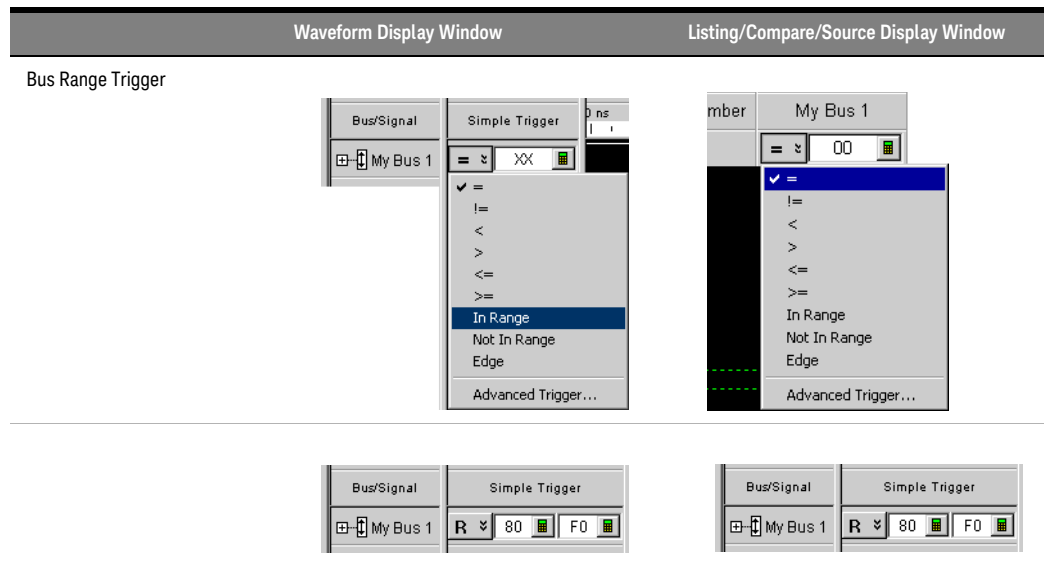 Waveform Display Window Listing/Compare/Source Display Window
Bus Range Trigger
Bus/Signal Simple Trigger 0 ns
My Bus 1 = XX
✔ =
!=
<
>
<=
>=
In Range
Not In Range
Edge
Advanced Trigger...
mber My Bus 1
= 00
✔ =
!=
<
>
<=
>=
In Range
Not In Range
Edge
Advanced Trigger...
Bus/Signal Simple Trigger
My Bus 1 R 80 F0
Bus/Signal Simple Trigger
My Bus 1 R 80 F0